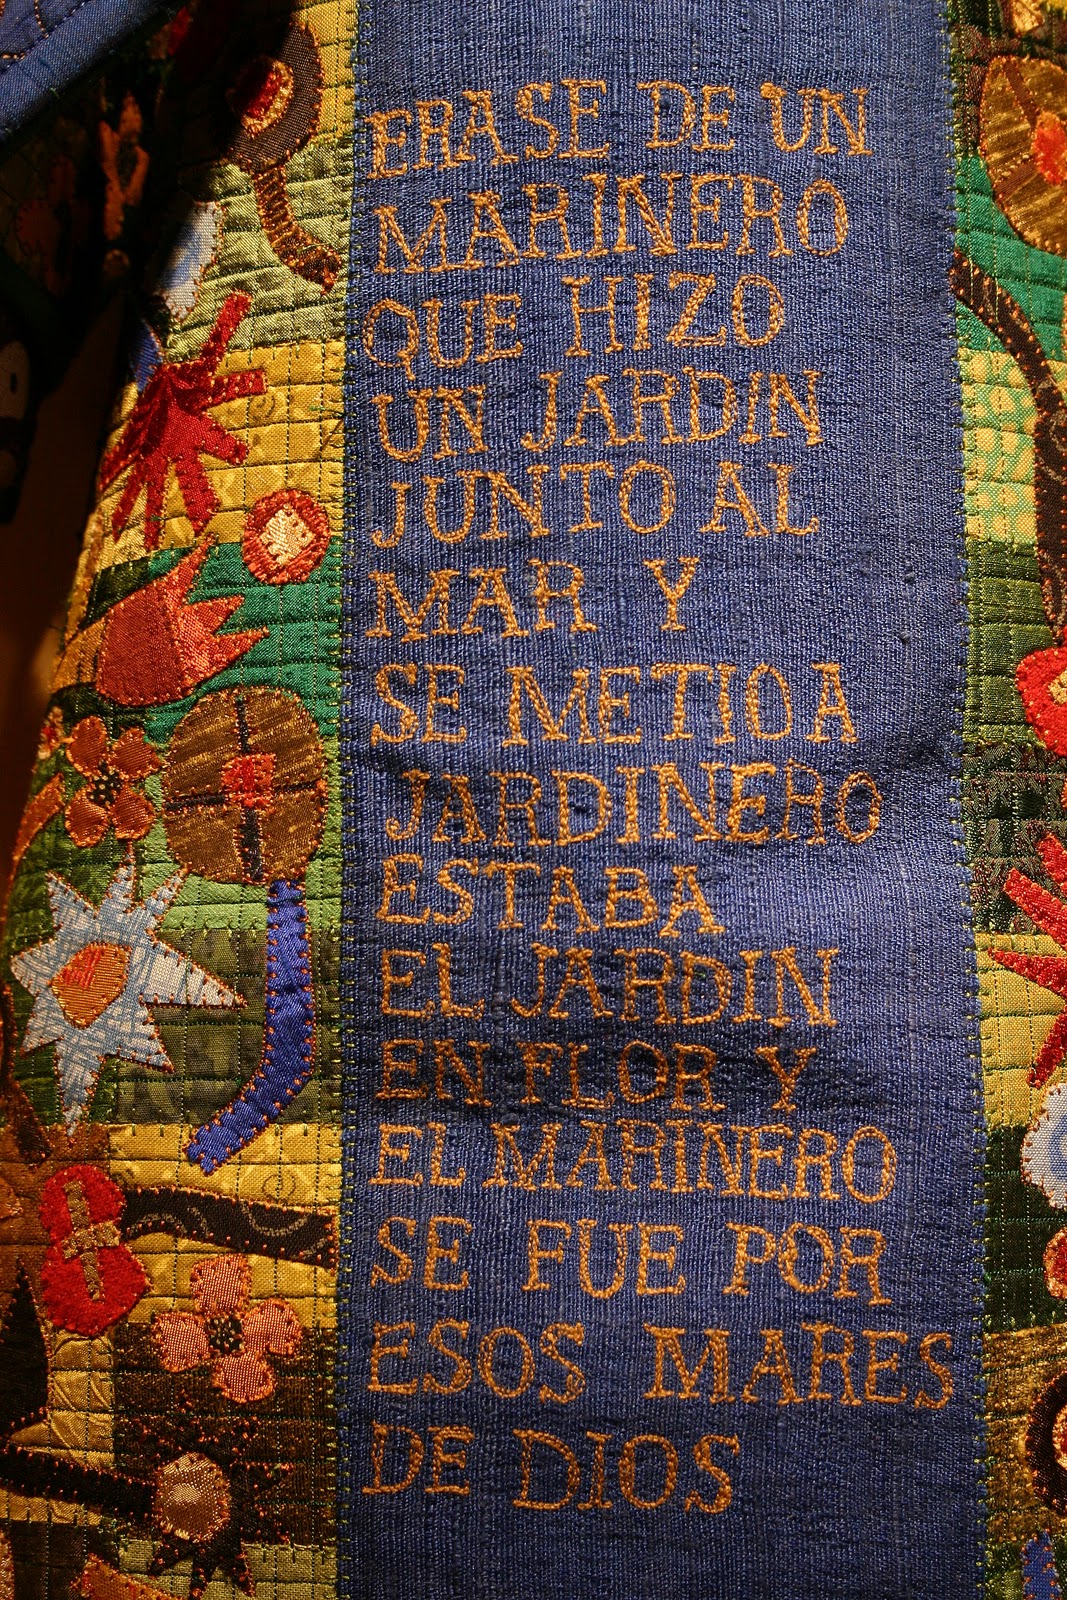 ERASE DE UN
MARINERO
QUE HIZO
UN JARDIN
JUNTO AL
MAR Y
SE METIO A
JARDINERO
ESTABA
EL JARDIN
EN FLOR Y
EL MARINERO
SE FUE POR
ESOS MARES
DE DIOS